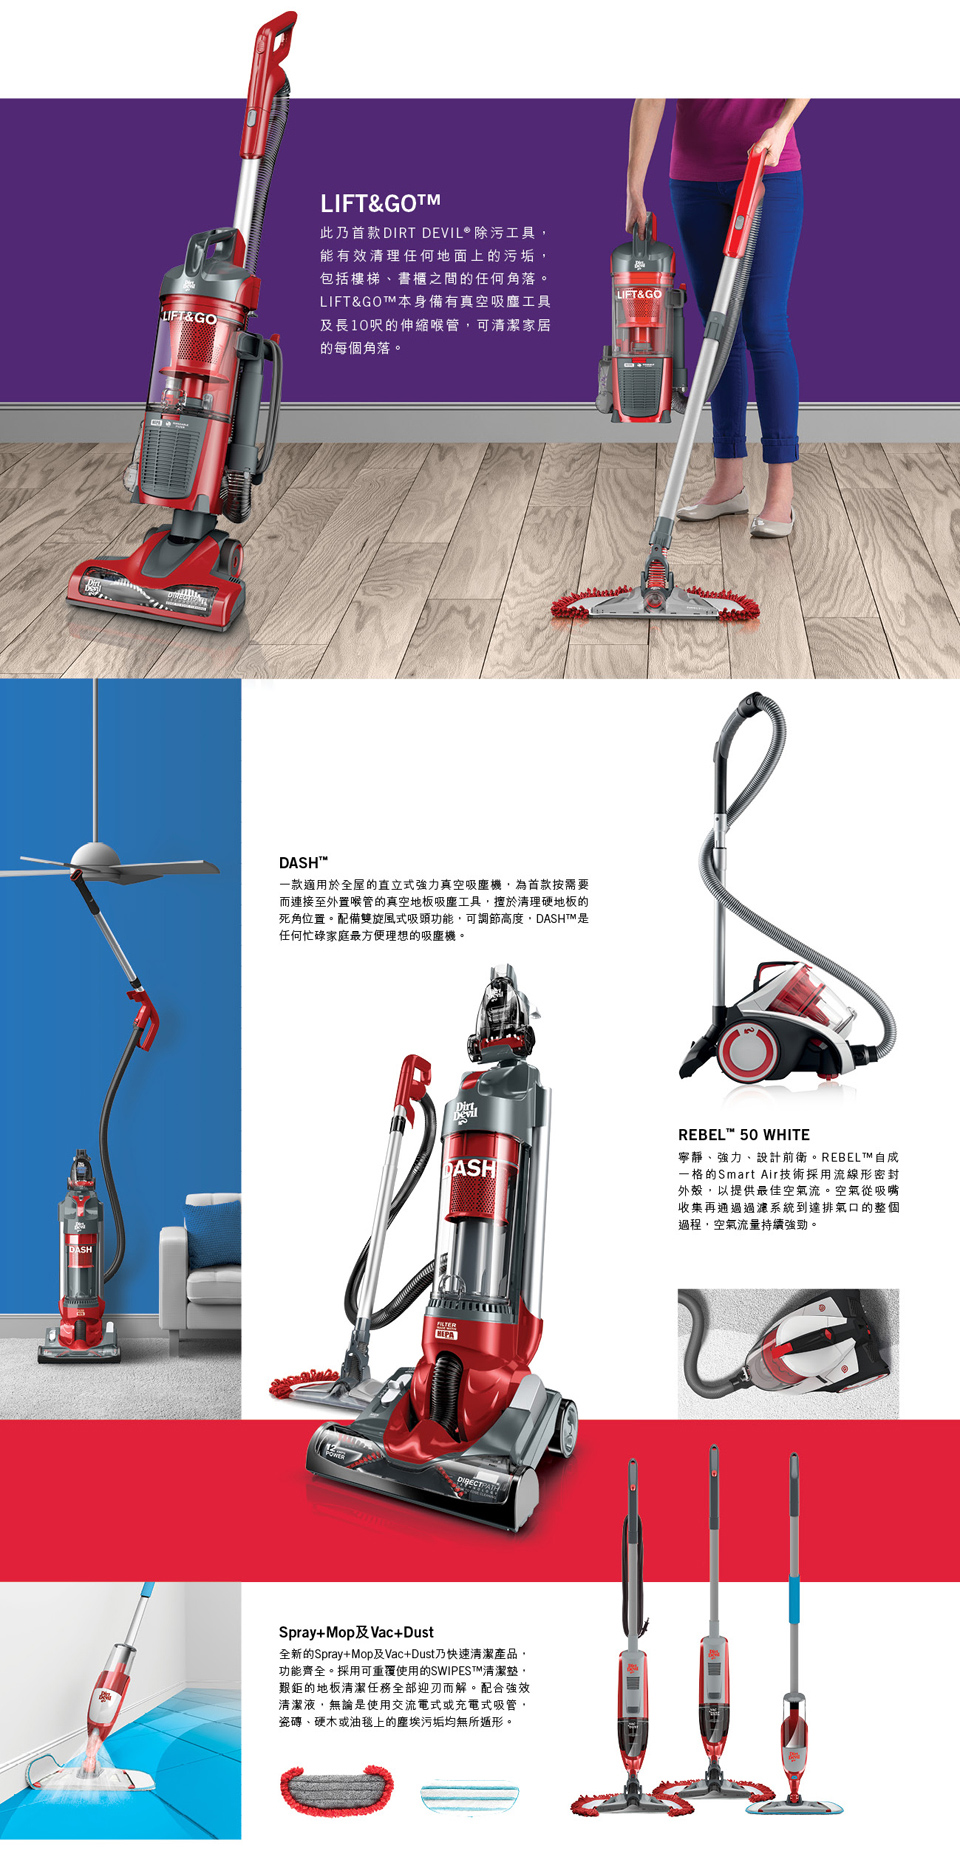 LIFT&GO™
此乃首款DIRT DEVIL®除污工具，
能有效清理任何地面上的污垢，
包括樓梯、書櫃之間的任何角落。
LIFT&GO™本身備有真空吸塵工具
及長10呎的伸縮喉管，可清潔家居
的每個角落。
LIFT&GO
LIFT&GO
Dirt Devil
DASH™
一款適用於全屋的直立式強力真空吸塵機，為首款按需要
而連接至外置喉管的真空地板吸塵工具，擅於清理硬地板的
死角位置。配備雙旋風式吸頭功能，可調節高度，DASH™是
任何忙碌家庭最方便理想的吸塵機。
Dirt
Devil
DASH
DASH
REBEL™ 50 WHITE
寧靜、強力、設計前衛。REBEL™自成
一格的Smart Air技術採用流線形密封
外殼，以提供最佳空氣流。空氣從吸嘴
收集再通過過濾系統到達排氣口的整個
過程，空氣流量持續強勁。
FILTER
HEPA
12
POWER
DIRECTPATH
Spray+Mop及Vac+Dust
全新的Spray+Mop及Vac+Dust乃快速清潔產品，
功能齊全。採用可重覆使用的SWIPES™清潔墊，
艱鉅的地板清潔任務全部迎刃而解。配合強效
清潔液，無論是使用交流電式或充電式吸管，
瓷磚、硬木或油毯上的塵埃污垢均無所遁形。